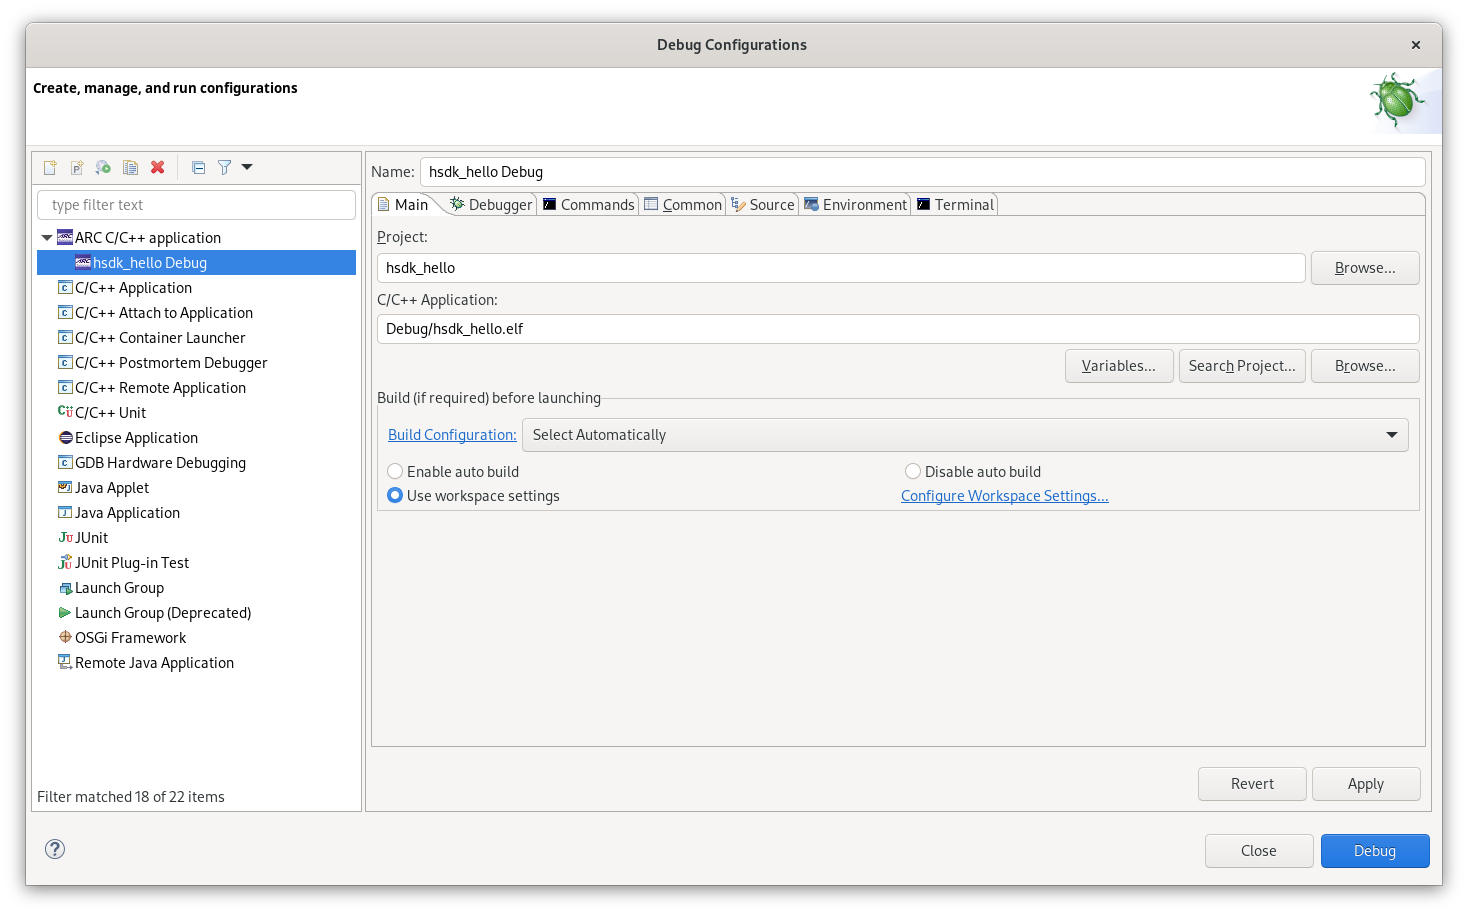 Debug Configurations
Create, manage, and run configurations
type filter text
ARC C/C++ application
hsdk_hello Debug
C/C++ Application
C/C++ Attach to Application
C/C++ Container Launcher
C/C++ Postmortem Debugger
C/C++ Remote Application
C/C++ Unit
Eclipse Application
GDB Hardware Debugging
Java Applet
Java Application
JUnit
JUnit Plug-in Test
Launch Group
Launch Group (Deprecated)
OSGi Framework
Remote Java Application
Filter matched 18 of 22 items
Name: hsdk_hello Debug
Main Debugger Commands Common Source Environment Terminal
Project:
hsdk_hello Browse...
C/C++ Application:
Debug/hsdk_hello.elf
Variables... Search Project... Browse...
Build (if required) before launching
Build Configuration: Select Automatically
Enable auto build Disable auto build
Use workspace settings Configure Workspace Settings...
Revert Apply
Close Debug